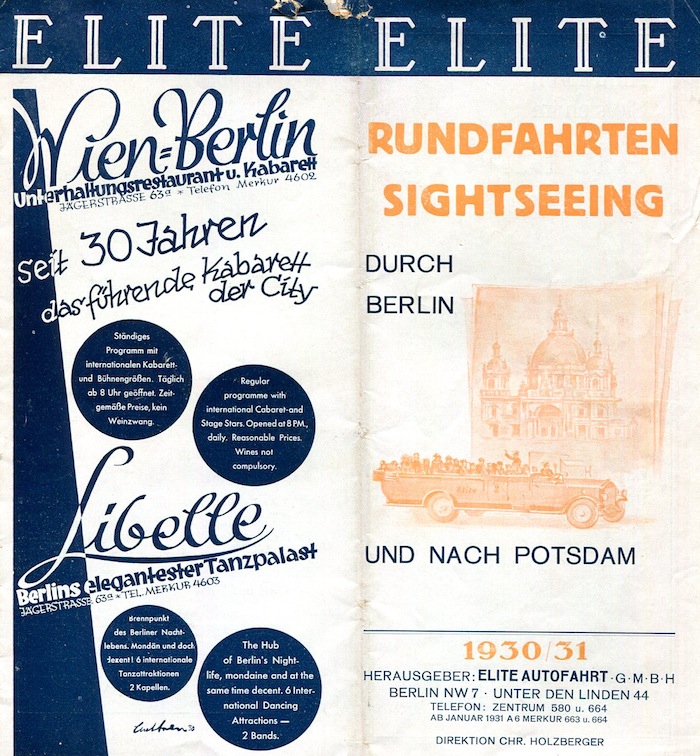 ELITE
Wien=Berlin
Unterhaltungsrestaurant u. Kabarett
JÄGERSTRASSE 63a * Telefon Merkur 4602
seit 30 Jahren
das führende Kabarett
der City
Ständiges
Programm mit
internationalen Kabarett-
und Bühnengrößen. Täglich
ab 8 Uhr geöffnet. Zeit-
gemäße Preise, kein
Weinzwang.
Regular
programme with
international Cabaret-and
Stage Stars. Opened at 8 P.M.,
daily. Reasonable Prices.
Wines not
compulsory.
Libelle
Berlins elegantester Tanzpalast
JÄGERSTRASSE 63a * TEL. MERKUR 4603
Brennpunkt
des Berliner Nacht-
lebens. Mondän und doch
dezent! 6 internationale
Tanzattraktionen
2 Kapellen.
The Hub
of Berlin's Night-
life, mondaine and at the
same time decent. 6 Inter-
national Dancing
Attractions —
2 Bands.
ELITE
RUNDFAHRTEN
SIGHTSEEING
DURCH
BERLIN
Elite 2
UND NACH POTSDAM
1930/31
HERAUSGEBER: ELITE AUTOFAHRT · G · M · B · H
BERLIN NW 7 · UNTER DEN LINDEN 44
TELEFON: ZENTRUM 580 u. 664
AB JANUAR 1931 A 6 MERKUR 663 u. 664
DIREKTION CHR. HOLZBERGER